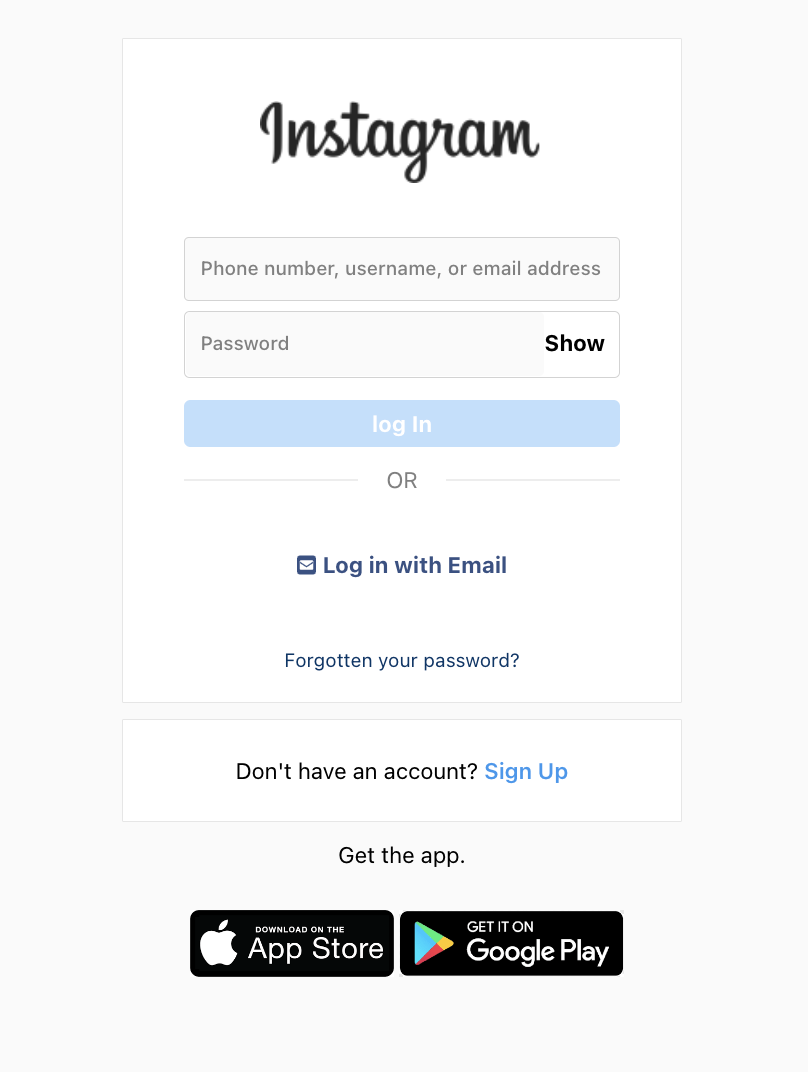 Instagram
Phone number, username, or email address
Password
Show
log In
OR
Log in with Email
Forgotten your password?
Don't have an account? Sign Up
Get the app.
DOWNLOAD ON THE
App Store
GET IT ON
Google Play